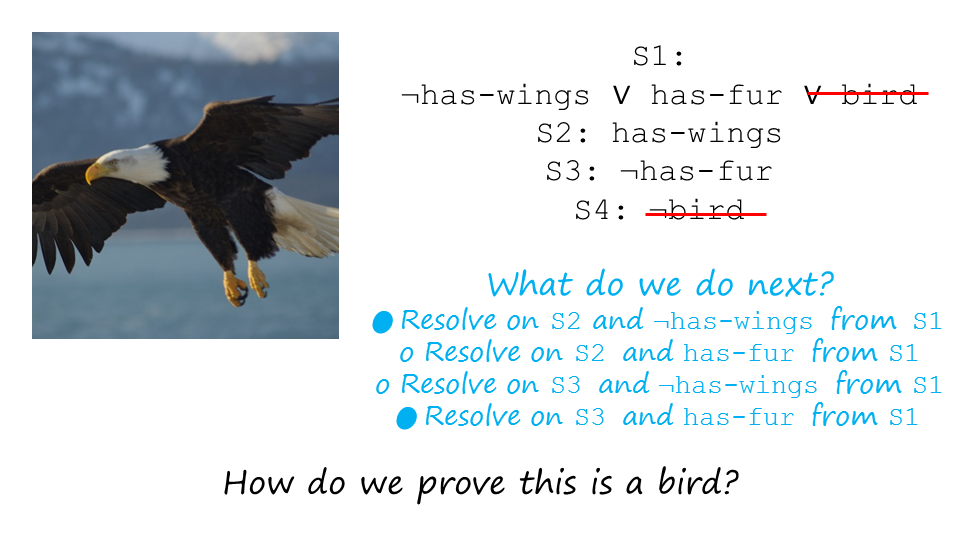 S1:
¬has-wings ∨ has-fur ∨ bird
S2: has-wings
S3: ¬has-fur
S4: ¬bird
What do we do next?
● Resolve on S2 and ¬has-wings from S1
o Resolve on S2 and has-fur from S1
o Resolve on S3 and ¬has-wings from S1
● Resolve on S3 and has-fur from S1
How do we prove this is a bird?